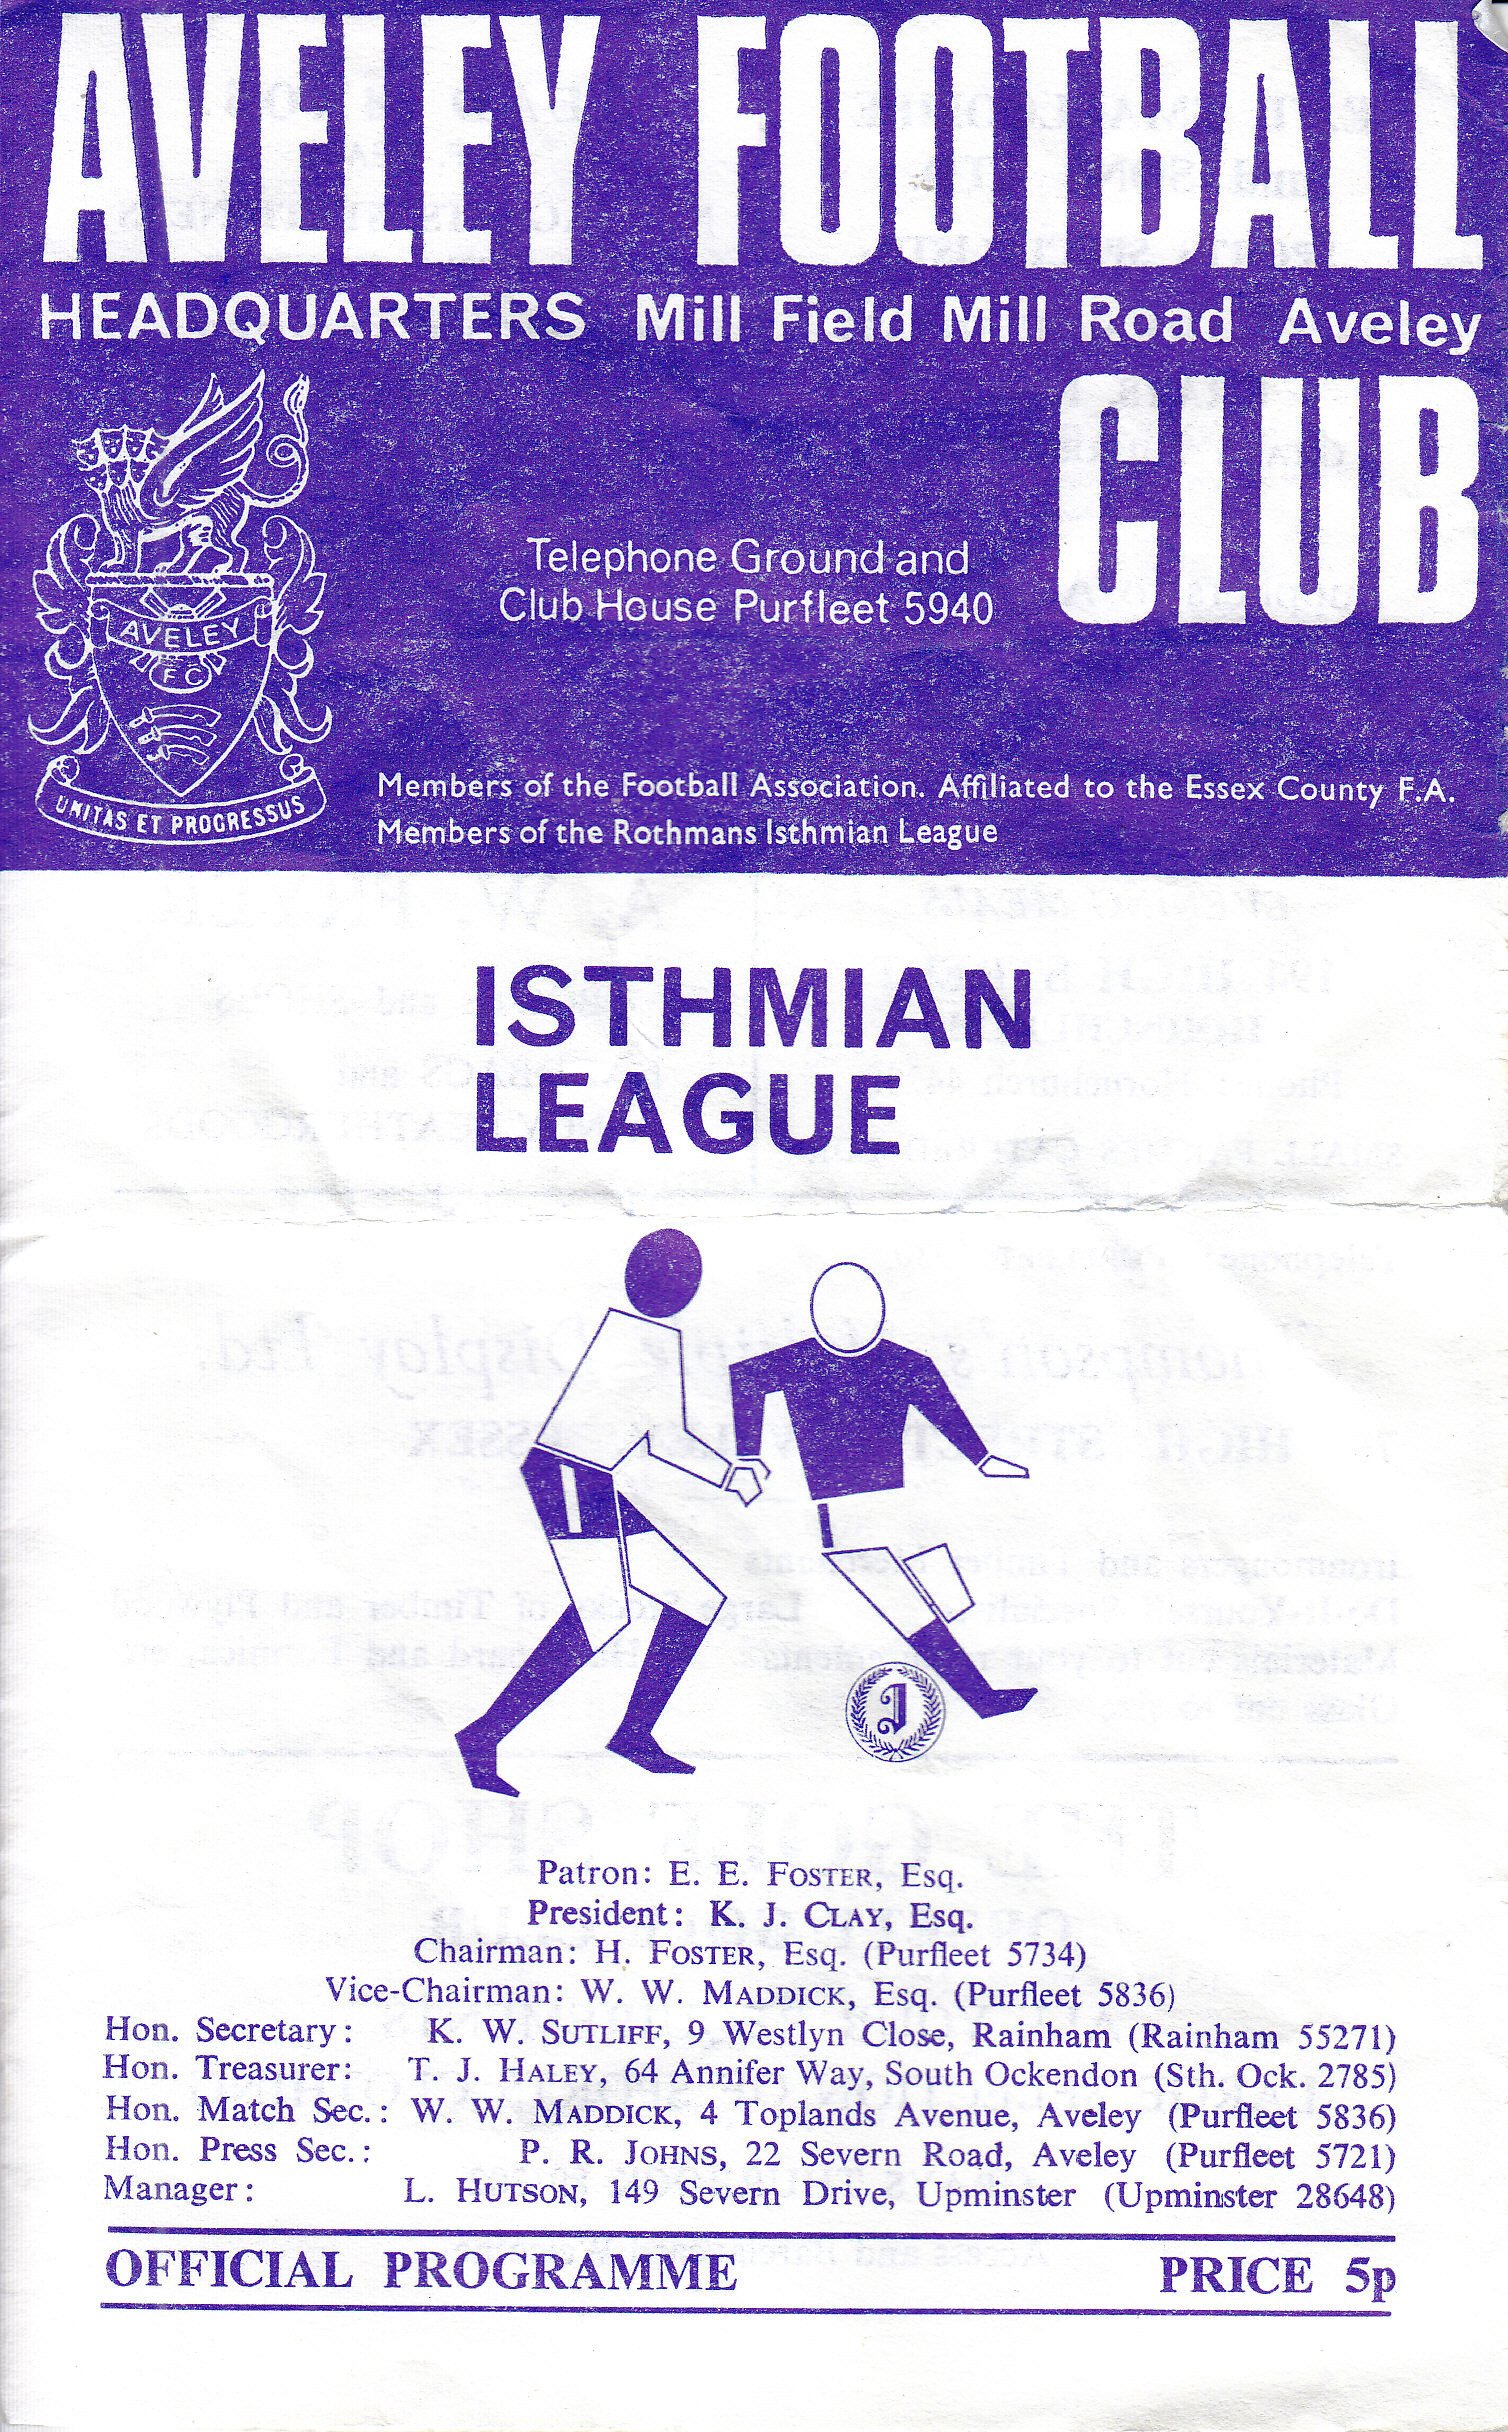 AVELEY FOOTBALL
HEADQUARTERS Mill Field Mill Road Aveley
CLUB
Telephone Ground and
Club House Purfleet 5940
AVELEY
F C
UNITAS ET PROGRESSUS
Members of the Football Association. Affiliated to the Essex County F.A.
Members of the Rothmans Isthmian League
ISTHMIAN
LEAGUE
J
Patron: E. E. FOSTER, Esq.
President: K. J. CLAY, Esq.
Chairman: H. FOSTER, Esq. (Purfleet 5734)
Vice-Chairman: W. W. MADDICK, Esq. (Purfleet 5836)
Hon. Secretary: K. W. SUTLIFF, 9 Westlyn Close, Rainham (Rainham 55271)
Hon. Treasurer: T. J. HALEY, 64 Annifer Way, South Ockendon (Sth. Ock. 2785)
Hon. Match Sec.: W. W. MADDICK, 4 Toplands Avenue, Aveley (Purfleet 5836)
Hon. Press Sec.: P. R. JOHNS, 22 Severn Road, Aveley (Purfleet 5721)
Manager: L. HUTSON, 149 Severn Drive, Upminster (Upminster 28648)
OFFICIAL PROGRAMME PRICE 5p